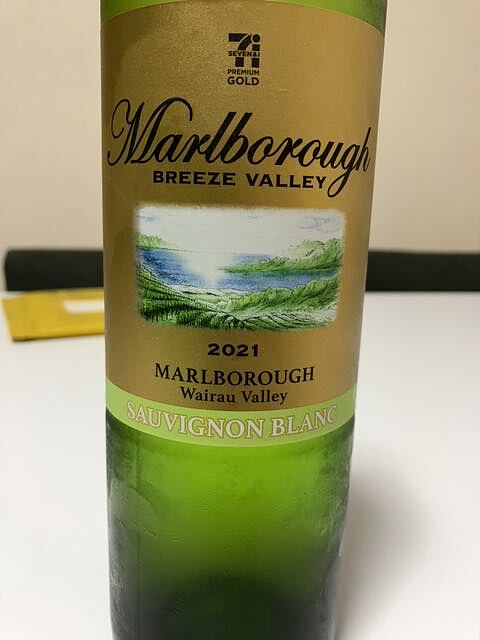 7i
SEVEN&i
PREMIUM
GOLD
Marlborough
BREEZE VALLEY
2021
MARLBOROUGH
Wairau Valley
SAUVIGNON BLANC